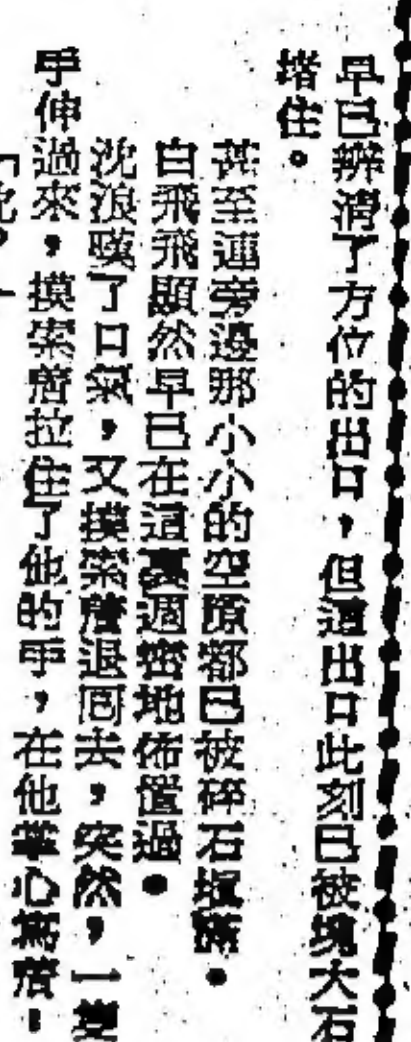 早已辨清了方位的出口，但這出口此刻已被塊大石
堵住。
甚至連旁邊那小小的空隙都已被碎石塡滿。
白飛飛顯然早已在這裏週密地佈置過。
沈浪嘆了口氣，又摸索着退回去，突然，一隻
手伸過來，摸索着拉住了他的手，在他掌心寫着：
「沈？」